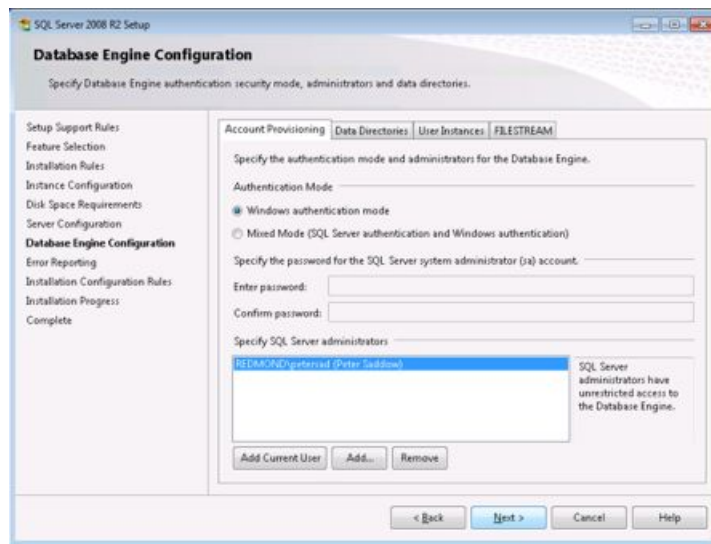 SQL Server 2008 R2 Setup
Database Engine Configuration
Specify Database Engine authentication security mode, administrators and data directories.
Setup Support Rules
Feature Selection
Installation Rules
Instance Configuration
Disk Space Requirements
Server Configuration
Database Engine Configuration
Error Reporting
Installation Configuration Rules
Installation Progress
Complete
Account Provisioning Data Directories User Instances FILESTREAM
Specify the authentication mode and administrators for the Database Engine.
Authentication Mode
Windows authentication mode
Mixed Mode (SQL Server authentication and Windows authentication)
Specify the password for the SQL Server system administrator (sa) account.
Enter password:
Confirm password:
Specify SQL Server administrators
REDMOND\petersad (Peter Saddow)
SQL Server
administrators have
unrestricted access to
the Database Engine.
Add Current User Add... Remove
< Back Next > Cancel Help